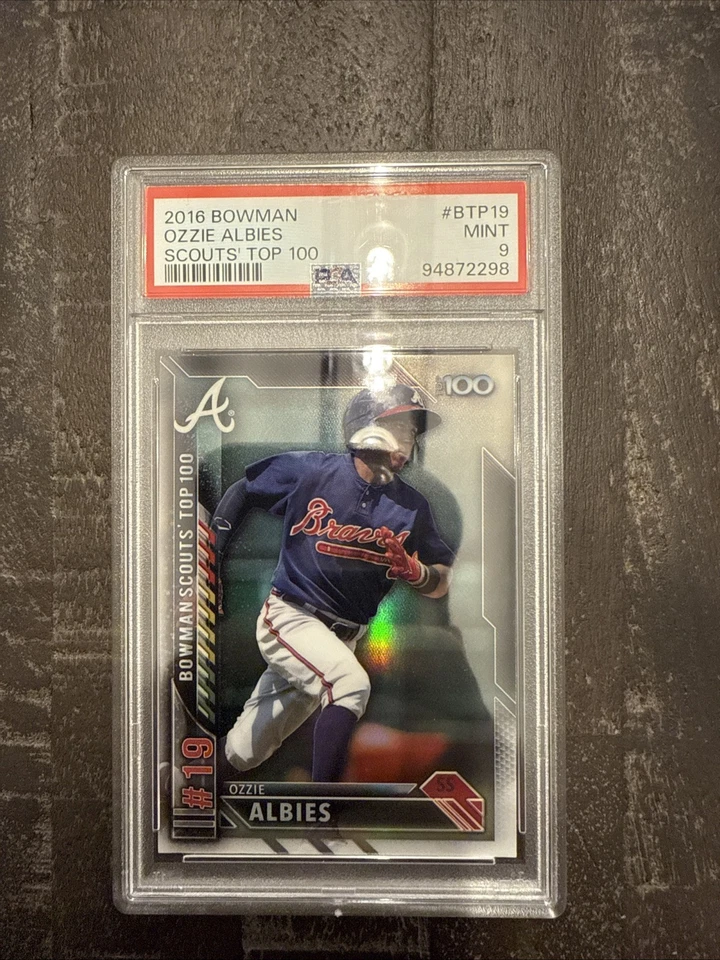 2016 BOWMAN #BTP19
OZZIE ALBIES MINT
SCOUTS' TOP 100 9
PSA 94872298
100
A
BOWMAN SCOUTS' TOP 100
Braves
#19
OZZIE
ALBIES
SS